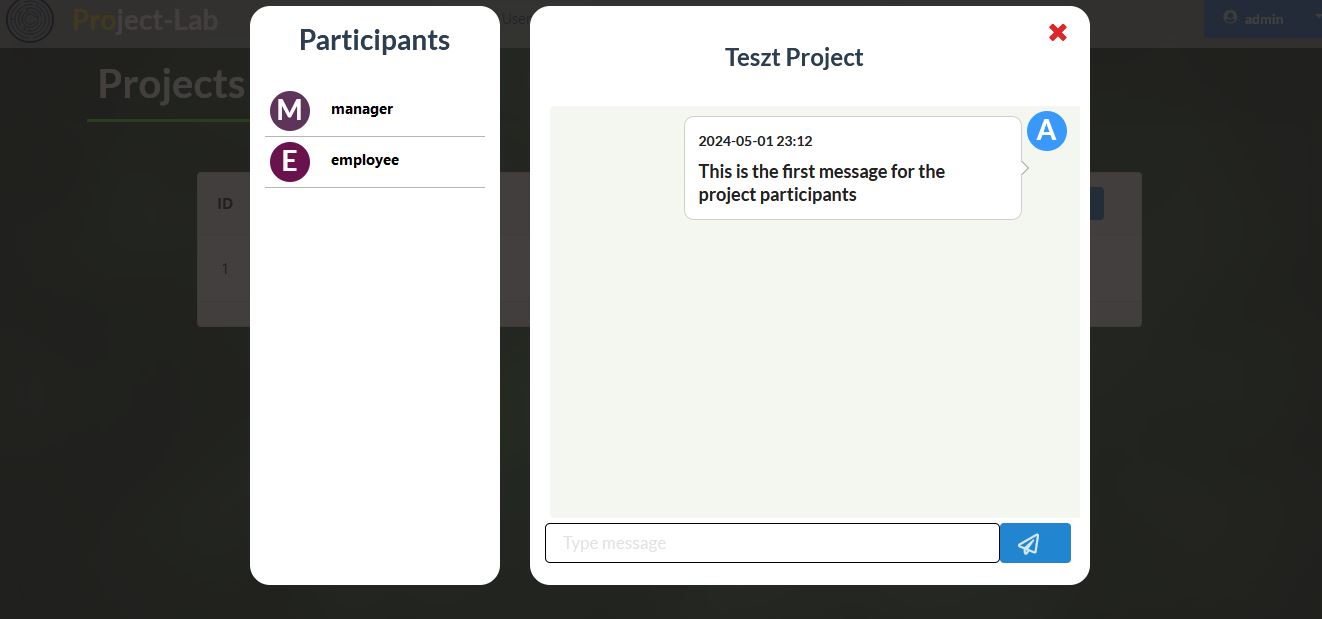 Project-Lab
User
admin
Projects
ID
1
Participants
M
manager
E
employee
Teszt Project
A
2024-05-01 23:12
This is the first message for the
project participants
Type message